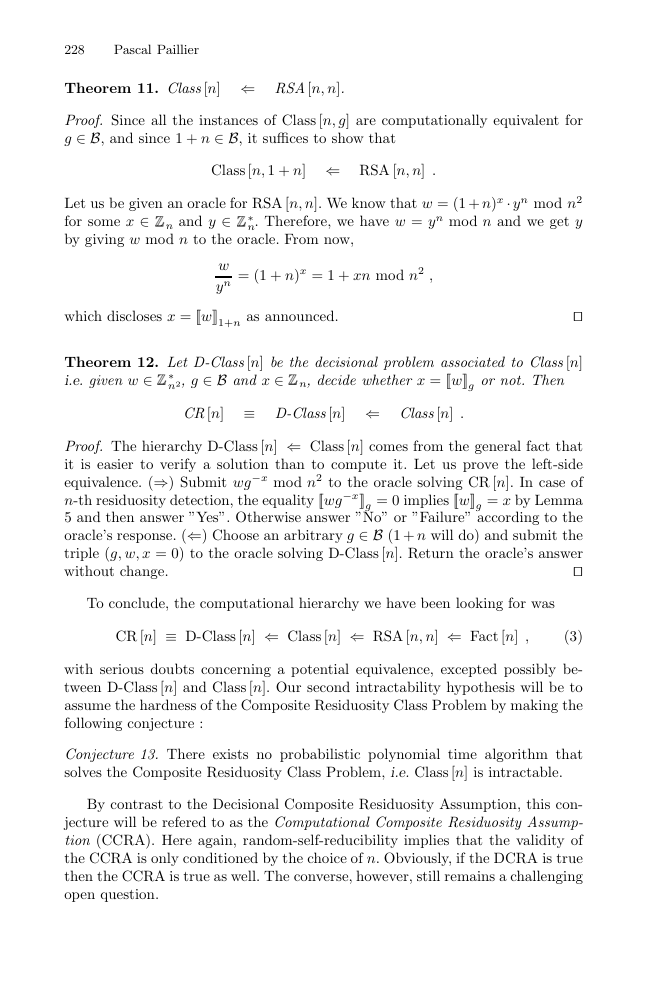 228 Pascal Paillier
Theorem 11. Class [n] ⇐ RSA [n, n].
Proof. Since all the instances of Class [n, g] are computationally equivalent for
g ∈ 𝓑, and since 1 + n ∈ 𝓑, it suffices to show that
Class [n, 1 + n] ⇐ RSA [n, n] .
Let us be given an oracle for RSA [n, n]. We know that w = (1+n)^x · y^n mod n^2
for some x ∈ ℤ_n and y ∈ ℤ_n^*. Therefore, we have w = y^n mod n and we get y
by giving w mod n to the oracle. From now,
w/y^n = (1 + n)^x = 1 + xn mod n^2 ,
which discloses x = ⟦w⟧_{1+n} as announced. □
Theorem 12. Let D-Class [n] be the decisional problem associated to Class [n]
i.e. given w ∈ ℤ_{n^2}^*, g ∈ 𝓑 and x ∈ ℤ_n, decide whether x = ⟦w⟧_g or not. Then
CR [n] ≡ D-Class [n] ⇐ Class [n] .
Proof. The hierarchy D-Class [n] ⇐ Class [n] comes from the general fact that
it is easier to verify a solution than to compute it. Let us prove the left-side
equivalence. (⇒) Submit wg^{-x} mod n^2 to the oracle solving CR [n]. In case of
n-th residuosity detection, the equality ⟦wg^{-x}⟧_g = 0 implies ⟦w⟧_g = x by Lemma
5 and then answer ”Yes”. Otherwise answer ”No” or ”Failure” according to the
oracle's response. (⇐) Choose an arbitrary g ∈ 𝓑 (1 + n will do) and submit the
triple (g, w, x = 0) to the oracle solving D-Class [n]. Return the oracle's answer
without change. □
To conclude, the computational hierarchy we have been looking for was
CR [n] ≡ D-Class [n] ⇐ Class [n] ⇐ RSA [n, n] ⇐ Fact [n] , (3)
with serious doubts concerning a potential equivalence, excepted possibly be-
tween D-Class [n] and Class [n]. Our second intractability hypothesis will be to
assume the hardness of the Composite Residuosity Class Problem by making the
following conjecture :
Conjecture 13. There exists no probabilistic polynomial time algorithm that
solves the Composite Residuosity Class Problem, i.e. Class [n] is intractable.
By contrast to the Decisional Composite Residuosity Assumption, this con-
jecture will be refered to as the Computational Composite Residuosity Assump-
tion (CCRA). Here again, random-self-reducibility implies that the validity of
the CCRA is only conditioned by the choice of n. Obviously, if the DCRA is true
then the CCRA is true as well. The converse, however, still remains a challenging
open question.